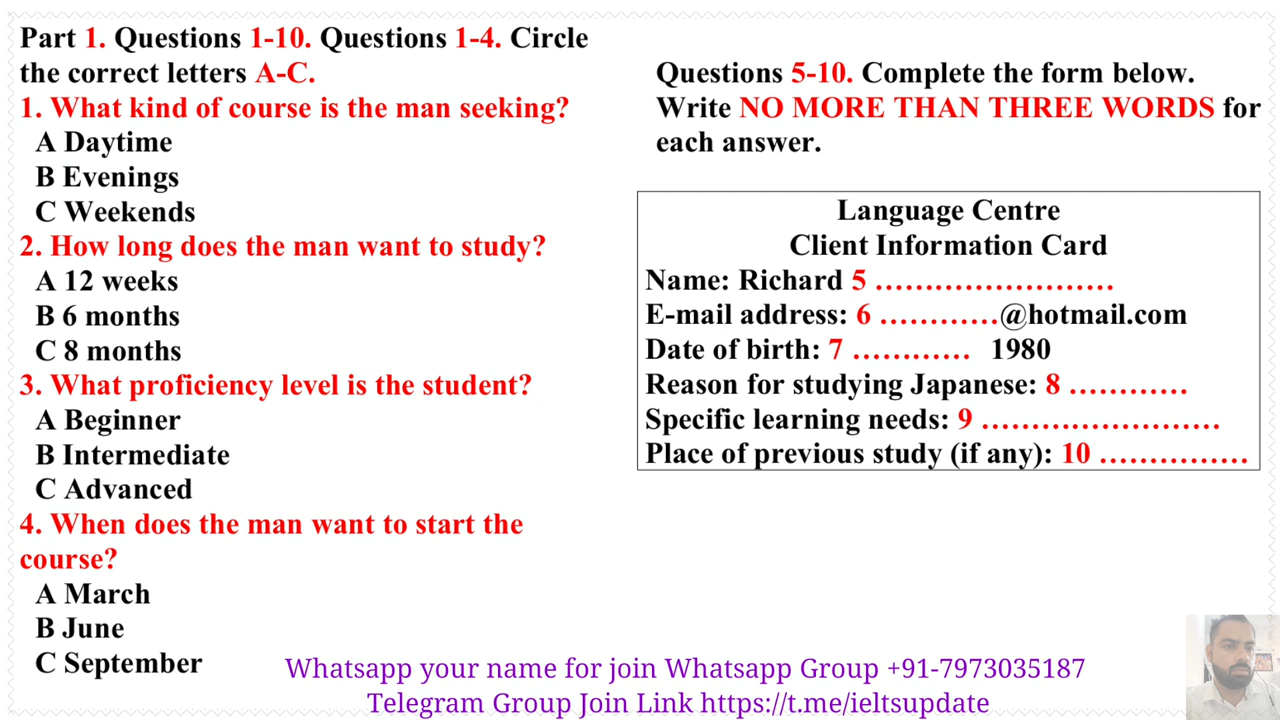 Part 1. Questions 1-10. Questions 1-4. Circle
the correct letters A-C.
1. What kind of course is the man seeking?
A Daytime
B Evenings
C Weekends
2. How long does the man want to study?
A 12 weeks
B 6 months
C 8 months
3. What proficiency level is the student?
A Beginner
B Intermediate
C Advanced
4. When does the man want to start the
course?
A March
B June
C September
Questions 5-10. Complete the form below.
Write NO MORE THAN THREE WORDS for
each answer.
Language Centre
Client Information Card
Name: Richard 5 ……………………….
E-mail address: 6 …………@hotmail.com
Date of birth: 7 ………… 1980
Reason for studying Japanese: 8 …………
Specific learning needs: 9 ……………………
Place of previous study (if any): 10 ……………
Whatsapp your name for join Whatsapp Group +91-7973035187
Telegram Group Join Link https://t.me/ieltsupdate